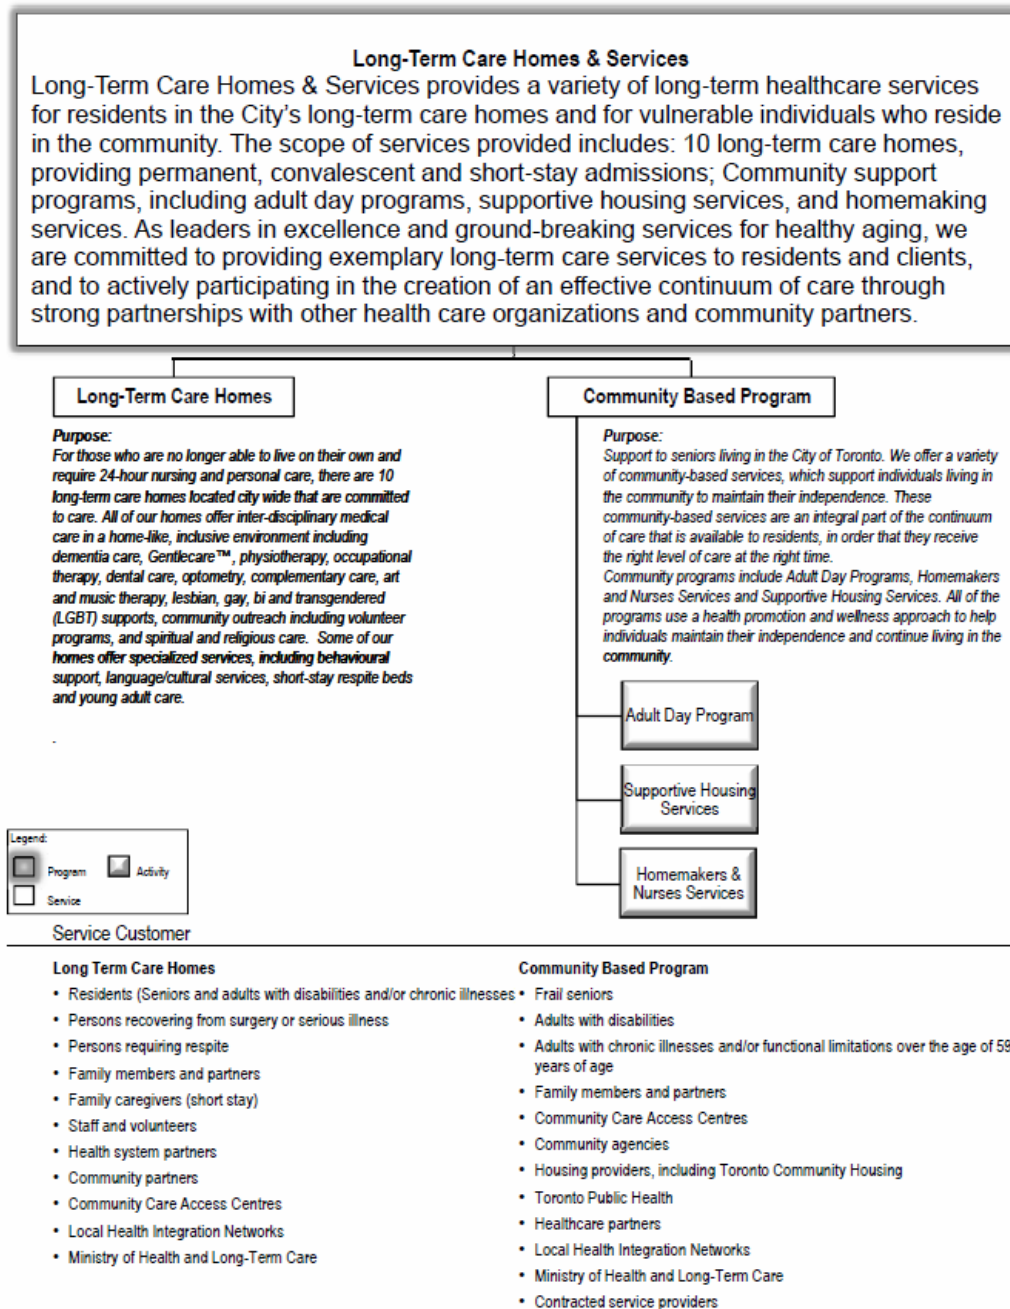 Long-Term Care Homes & Services
Long-Term Care Homes & Services provides a variety of long-term healthcare services
for residents in the City's long-term care homes and for vulnerable individuals who reside
in the community. The scope of services provided includes: 10 long-term care homes,
providing permanent, convalescent and short-stay admissions; Community support
programs, including adult day programs, supportive housing services, and homemaking
services. As leaders in excellence and ground-breaking services for healthy aging, we
are committed to providing exemplary long-term care services to residents and clients,
and to actively participating in the creation of an effective continuum of care through
strong partnerships with other health care organizations and community partners.
Long-Term Care Homes
Purpose:
For those who are no longer able to live on their own and
require 24-hour nursing and personal care, there are 10
long-term care homes located city wide that are committed
to care. All of our homes offer inter-disciplinary medical
care in a home-like, inclusive environment including
dementia care, Gentlecare™, physiotherapy, occupational
therapy, dental care, optometry, complementary care, art
and music therapy, lesbian, gay, bi and transgendered
(LGBT) supports, community outreach including volunteer
programs, and spiritual and religious care. Some of our
homes offer specialized services, including behavioural
support, language/cultural services, short-stay respite beds
and young adult care.
.
Community Based Program
Purpose:
Support to seniors living in the City of Toronto. We offer a variety
of community-based services, which support individuals living in
the community to maintain their independence. These
community-based services are an integral part of the continuum
of care that is available to residents, in order that they receive
the right level of care at the right time.
Community programs include Adult Day Programs, Homemakers
and Nurses Services and Supportive Housing Services. All of the
programs use a health promotion and wellness approach to help
individuals maintain their independence and continue living in the
community.
Adult Day Program
Supportive Housing
Services
Homemakers &
Nurses Services
Legend:
Program
Activity
Service
Service Customer
Long Term Care Homes
• Residents (Seniors and adults with disabilities and/or chronic illnesses
• Persons recovering from surgery or serious illness
• Persons requiring respite
• Family members and partners
• Family caregivers (short stay)
• Staff and volunteers
• Health system partners
• Community partners
• Community Care Access Centres
• Local Health Integration Networks
• Ministry of Health and Long-Term Care
Community Based Program
• Frail seniors
• Adults with disabilities
• Adults with chronic illnesses and/or functional limitations over the age of 59
years of age
• Family members and partners
• Community Care Access Centres
• Community agencies
• Housing providers, including Toronto Community Housing
• Toronto Public Health
• Healthcare partners
• Local Health Integration Networks
• Ministry of Health and Long-Term Care
• Contracted service providers